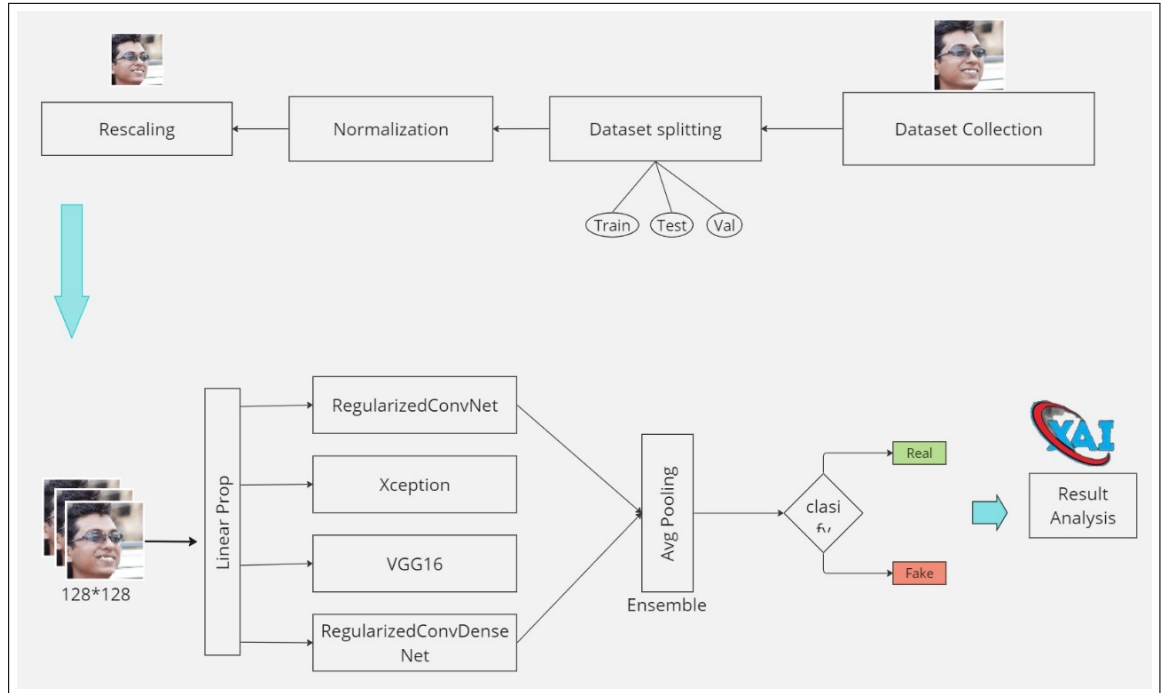 Rescaling
Normalization
Dataset splitting
Dataset Collection
Train
Test
Val
128*128
Linear Prop
RegularizedConvNet
Xception
VGG16
RegularizedConvDense
Net
Avg Pooling
Ensemble
clasi
fy
Real
Fake
XAI
Result
Analysis